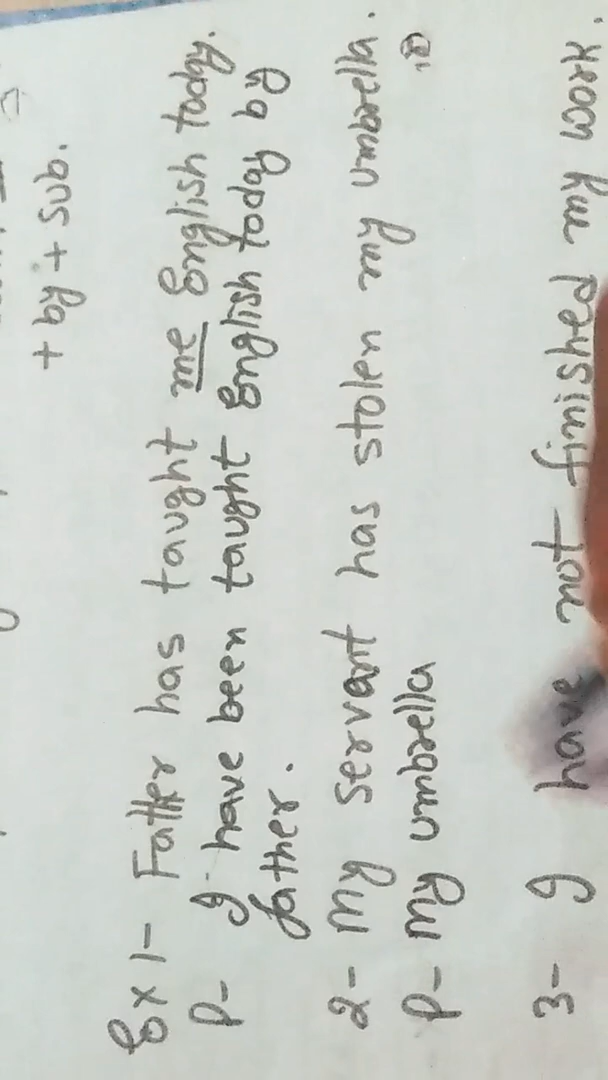 + by + sub.
Ex 1- Father has taught me English today.
P- I have been taught English today by
father.
2- My servant has stolen my umbrella.
P- My umbrella
3- I have not finished my work.